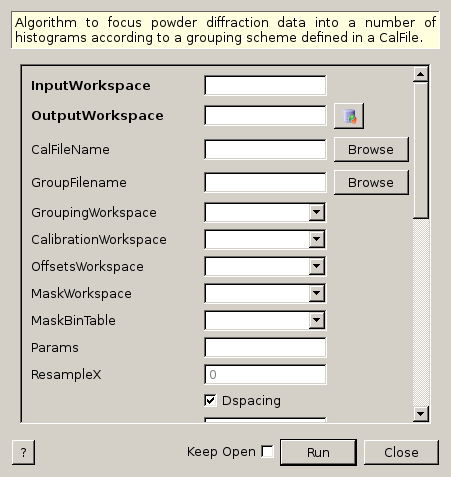 Algorithm to focus powder diffraction data into a number of
histograms according to a grouping scheme defined in a CalFile.
InputWorkspace
OutputWorkspace
CalFileName Browse
GroupFilename Browse
GroupingWorkspace
CalibrationWorkspace
OffsetsWorkspace
MaskWorkspace
MaskBinTable
Params
ResampleX 0
Dspacing
? Keep Open Run Close